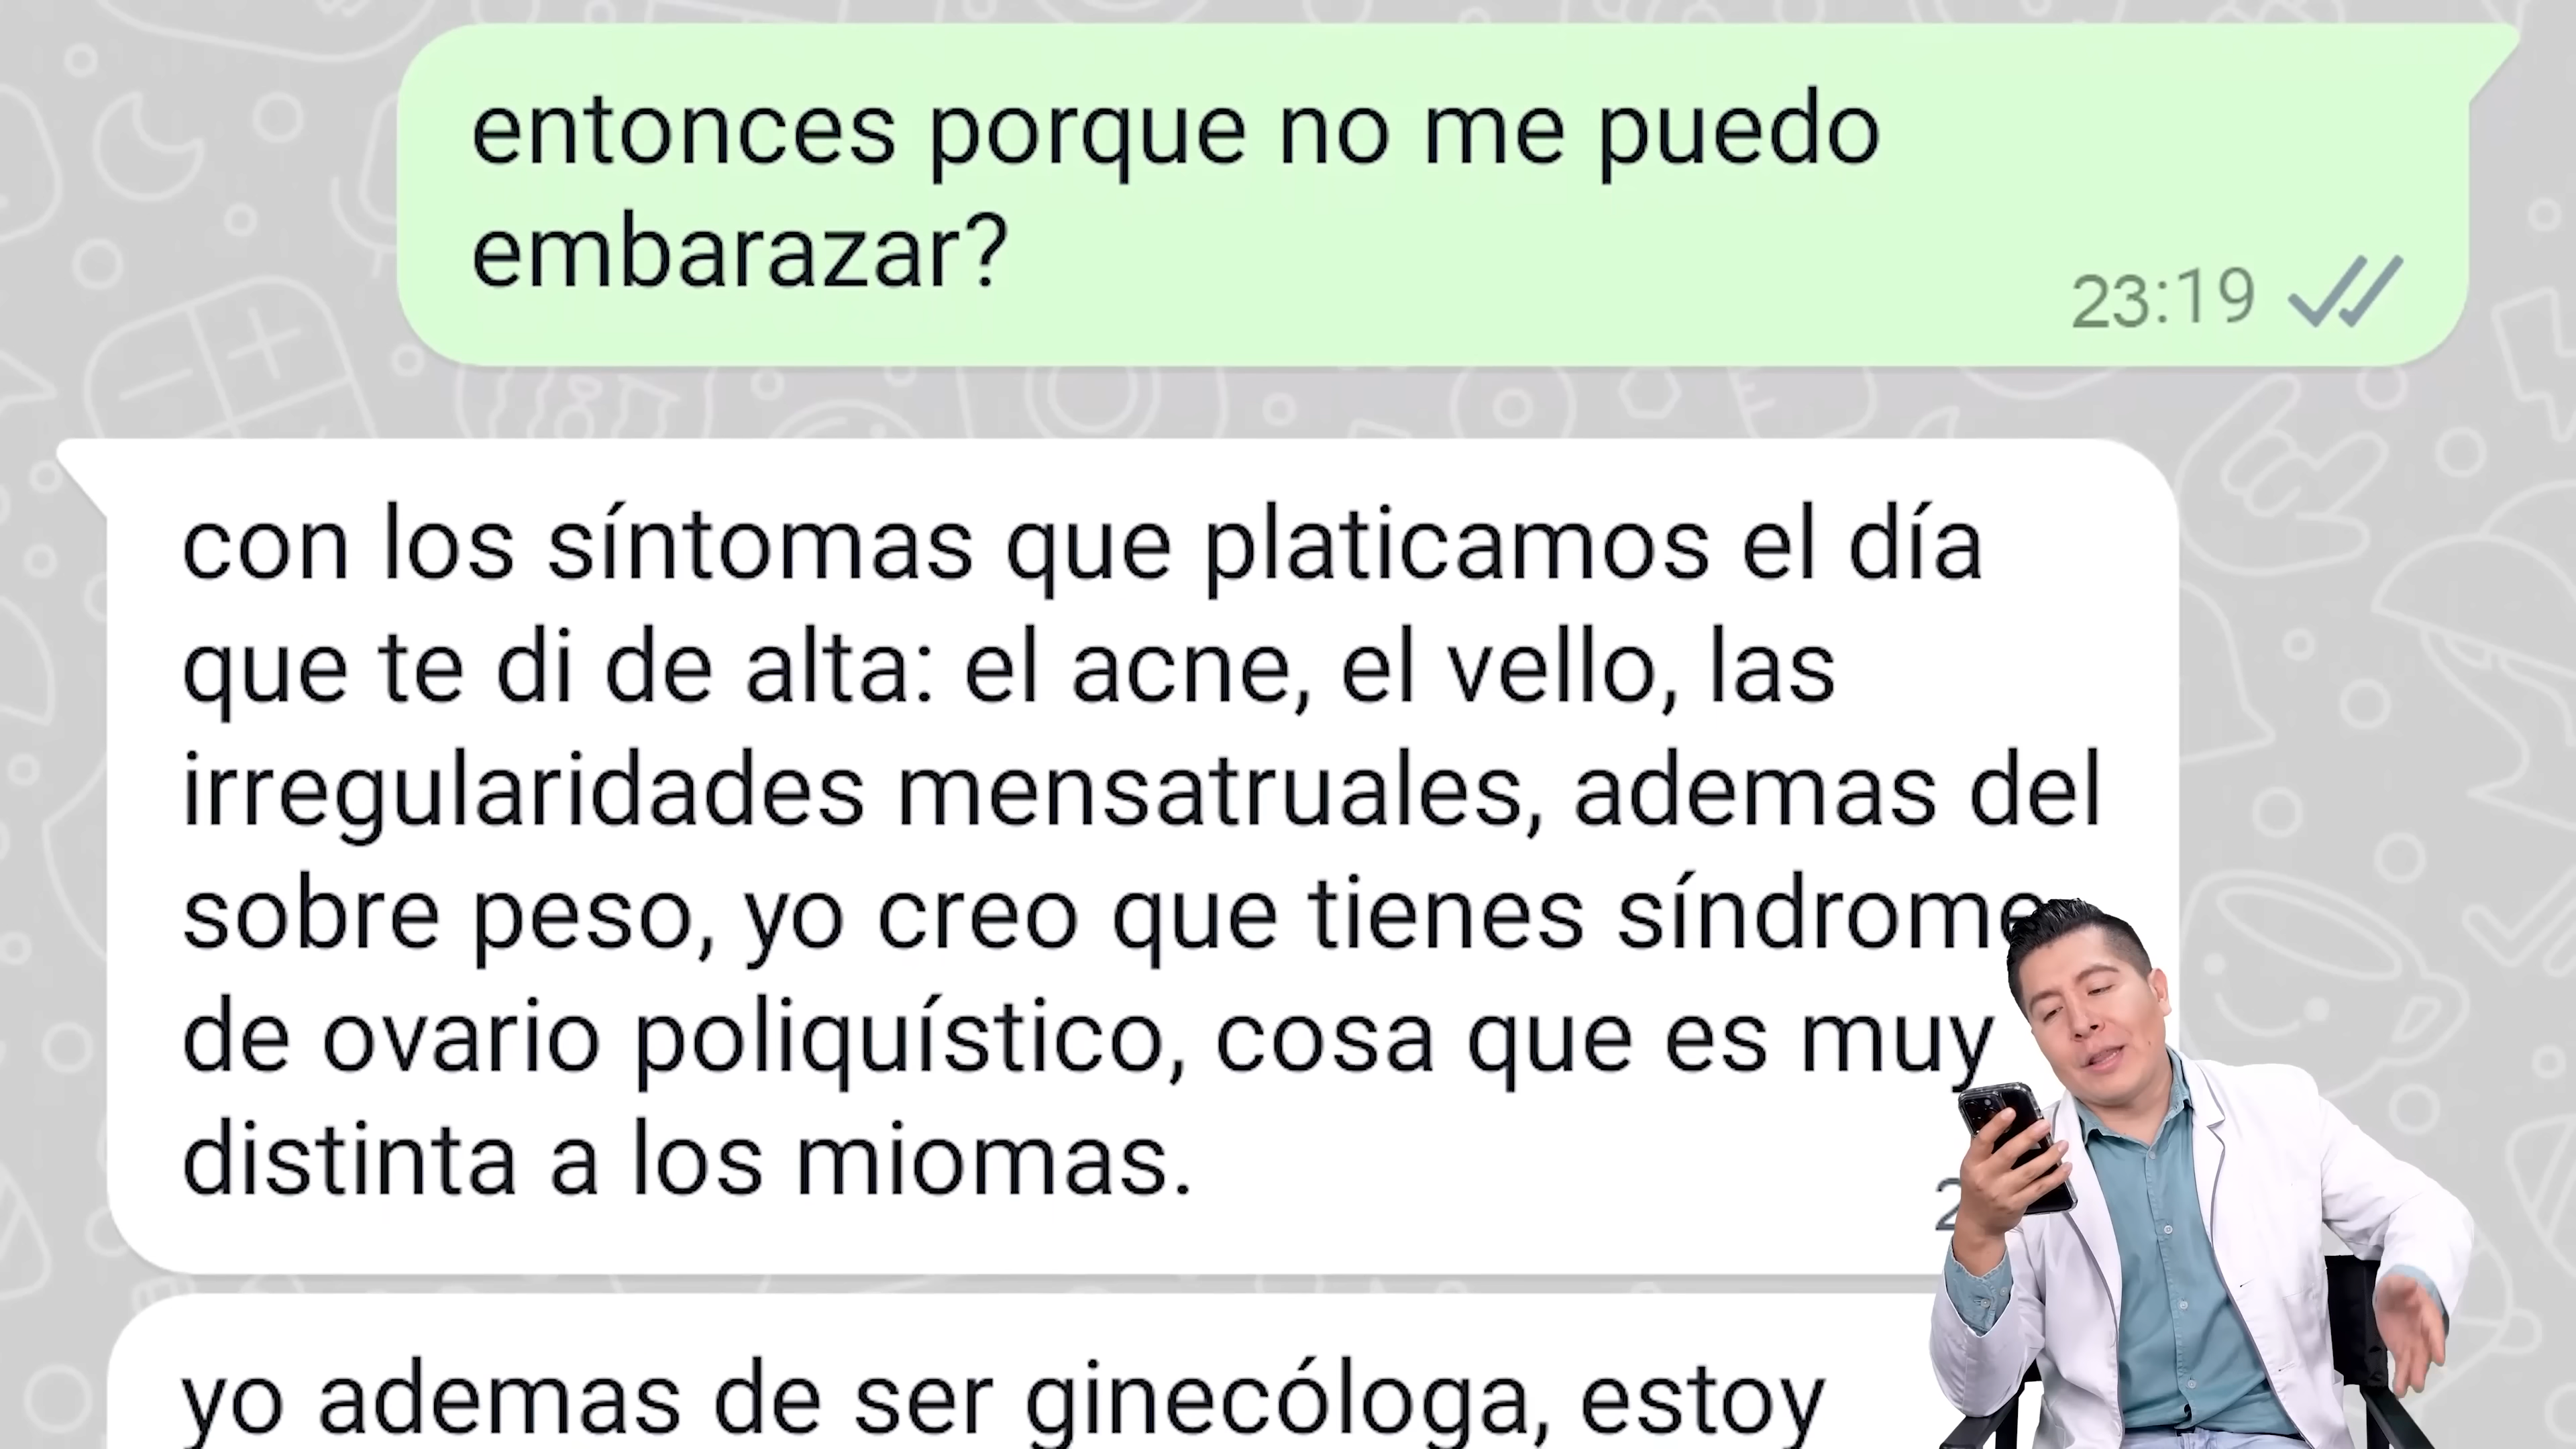 entonces porque no me puedo
embarazar?
23:19
con los síntomas que platicamos el día
que te di de alta: el acne, el vello, las
irregularidades mensatruales, ademas del
sobre peso, yo creo que tienes síndrome
de ovario poliquístico, cosa que es muy
distinta a los miomas.
yo ademas de ser ginecóloga, estoy